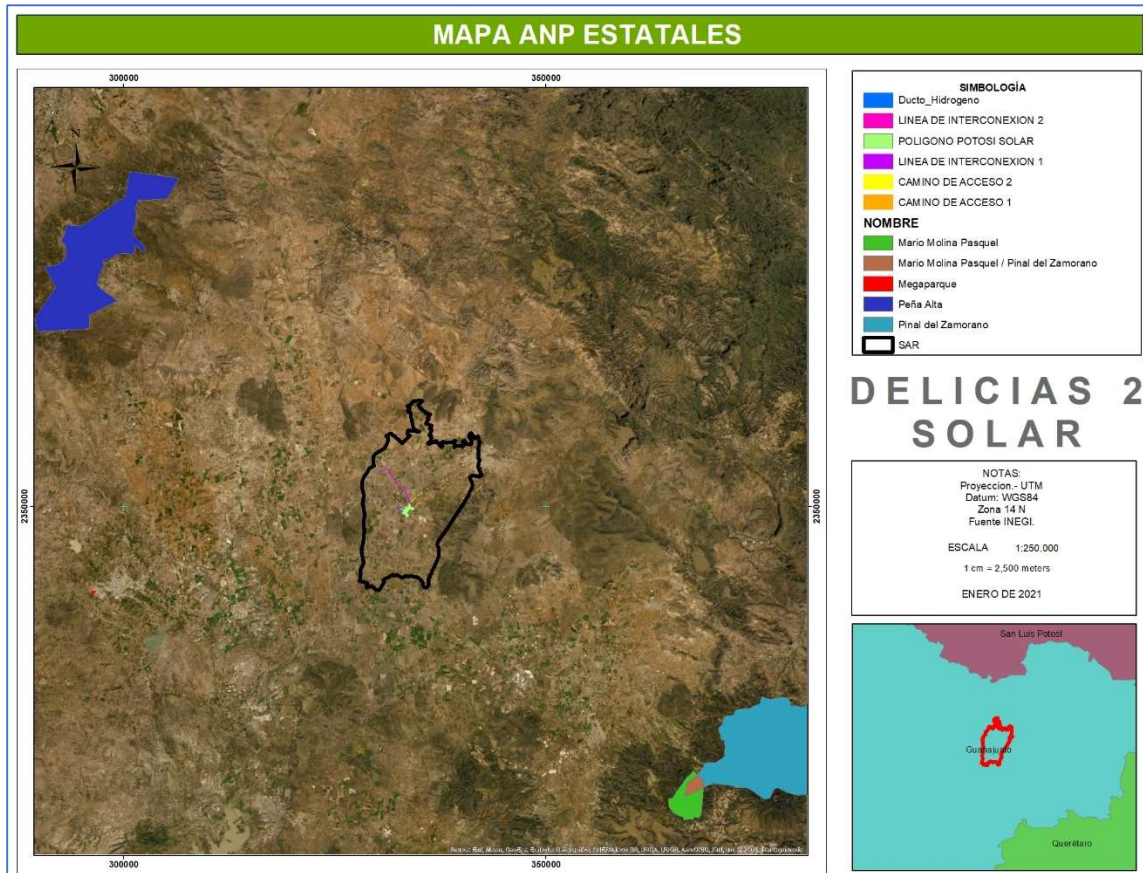 MAPA ANP ESTATALES
300000
350000
N
2350000
2350000
300000
350000
SIMBOLOGÍA
Ducto_Hidrogeno
LINEA DE INTERCONEXION 2
POLIGONO POTOSI SOLAR
LINEA DE INTERCONEXION 1
CAMINO DE ACCESO 2
CAMINO DE ACCESO 1
NOMBRE
Mario Molina Pasquel
Mario Molina Pasquel / Pinal del Zamorano
Megaparque
Peña Alta
Pinal del Zamorano
SAR
DELICIAS 2
SOLAR
NOTAS:
Proyeccion.- UTM
Datum: WGS84
Zona 14 N
Fuente INEGI.
ESCALA 1:250,000
1 cm = 2,500 meters
ENERO DE 2021
San Luis Potosí
Guanajuato
Querétaro